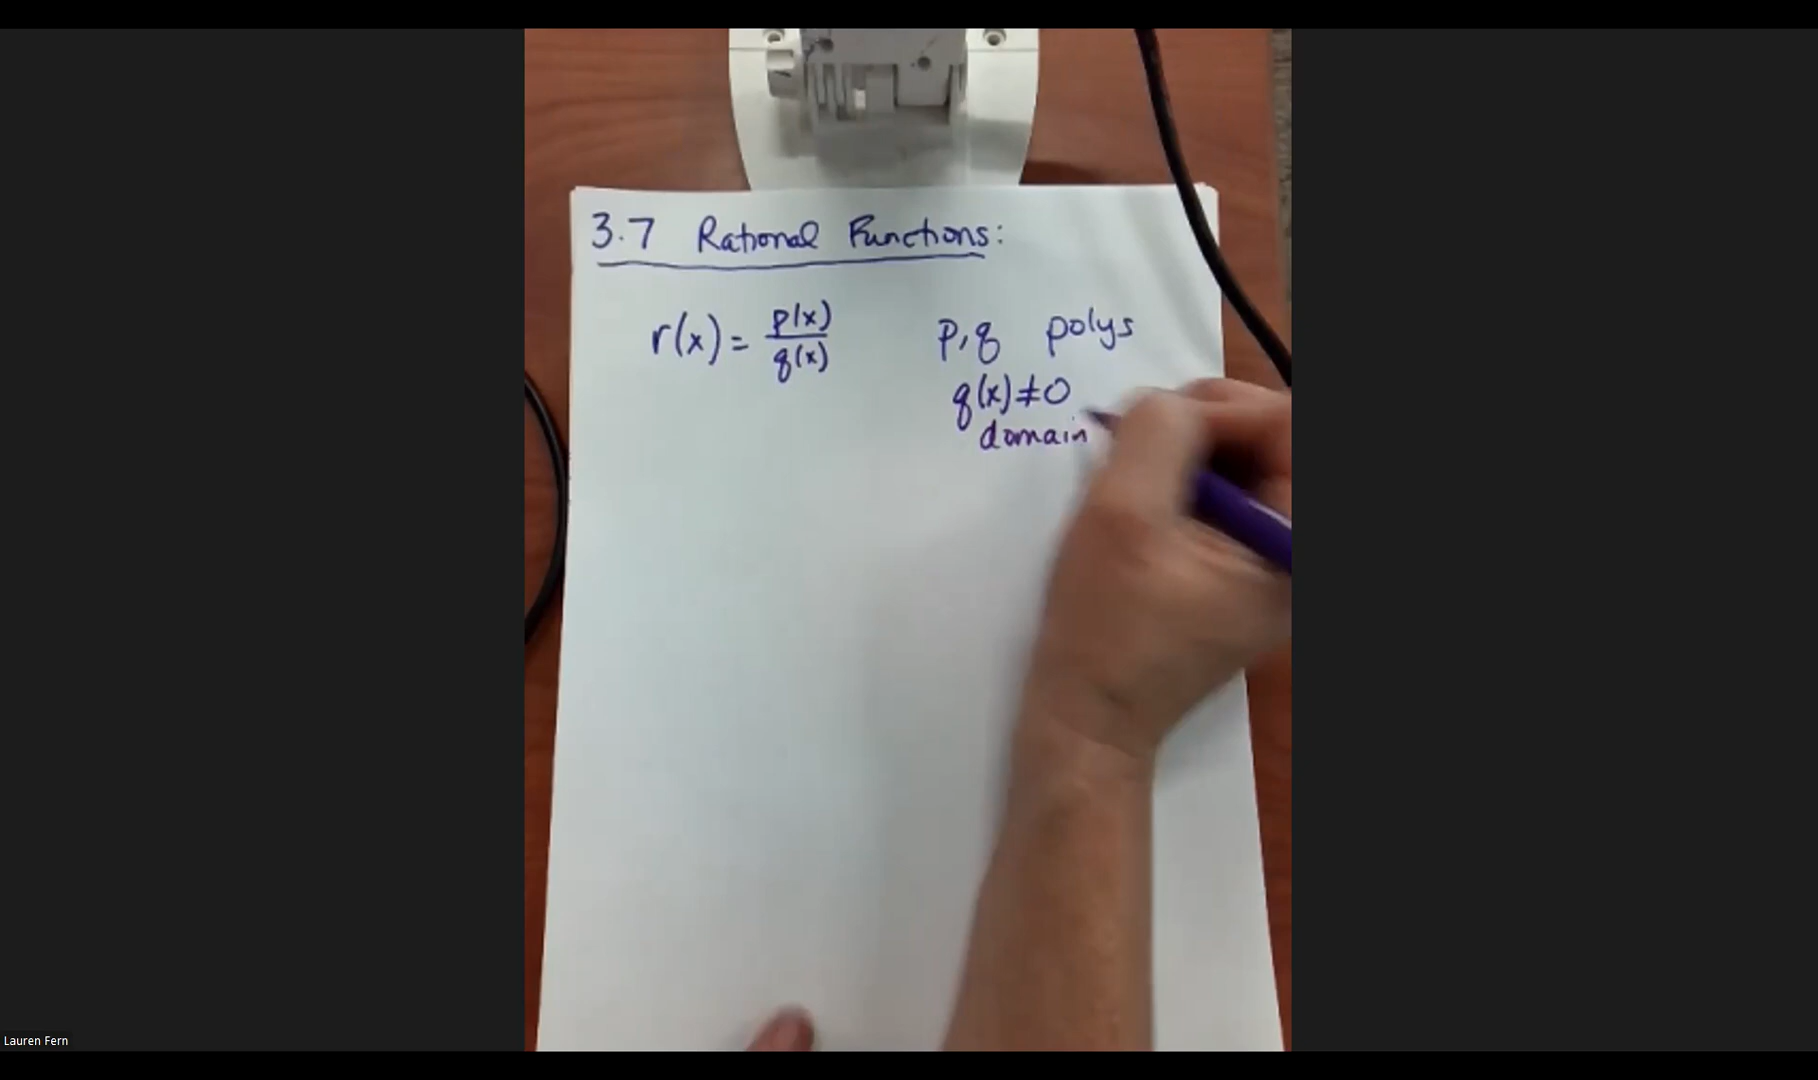 3.7 Rational Functions:
r(x) = p(x)/q(x) p,q polys
q(x)≠0
domain
Lauren Fern